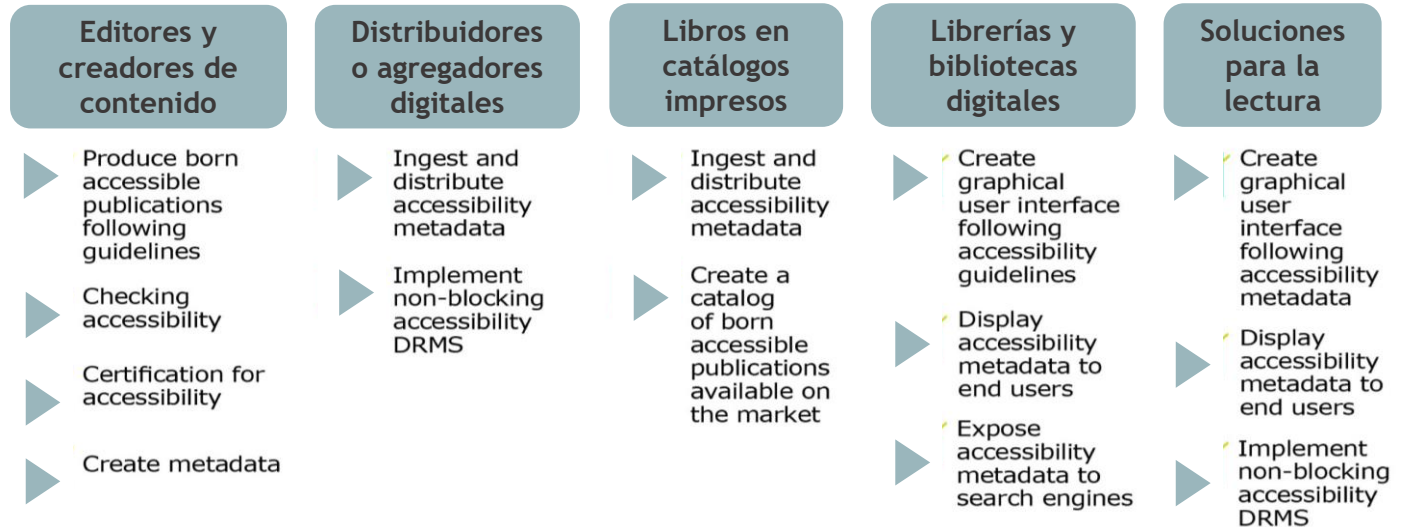 Editores y
creadores de
contenido
Produce born
accessible
publications
following
guidelines
Checking
accessibility
Certification for
accessibility
Create metadata
Distribuidores
o agregadores
digitales
Ingest and
distribute
accessibility
metadata
Implement
non-blocking
accessibility
DRMS
Libros en
catálogos
impresos
Ingest and
distribute
accessibility
metadata
Create a
catalog
of born
accessible
publications
available on
the market
Librerías y
bibliotecas
digitales
Create
graphical
user interface
following
accessibility
guidelines
Display
accessibility
metadata to
end users
Expose
accessibility
metadata to
search engines
Soluciones
para la
lectura
Create
graphical
user
interface
following
accessibility
metadata
Display
accessibility
metadata to
end users
Implement
non-blocking
accessibility
DRMS